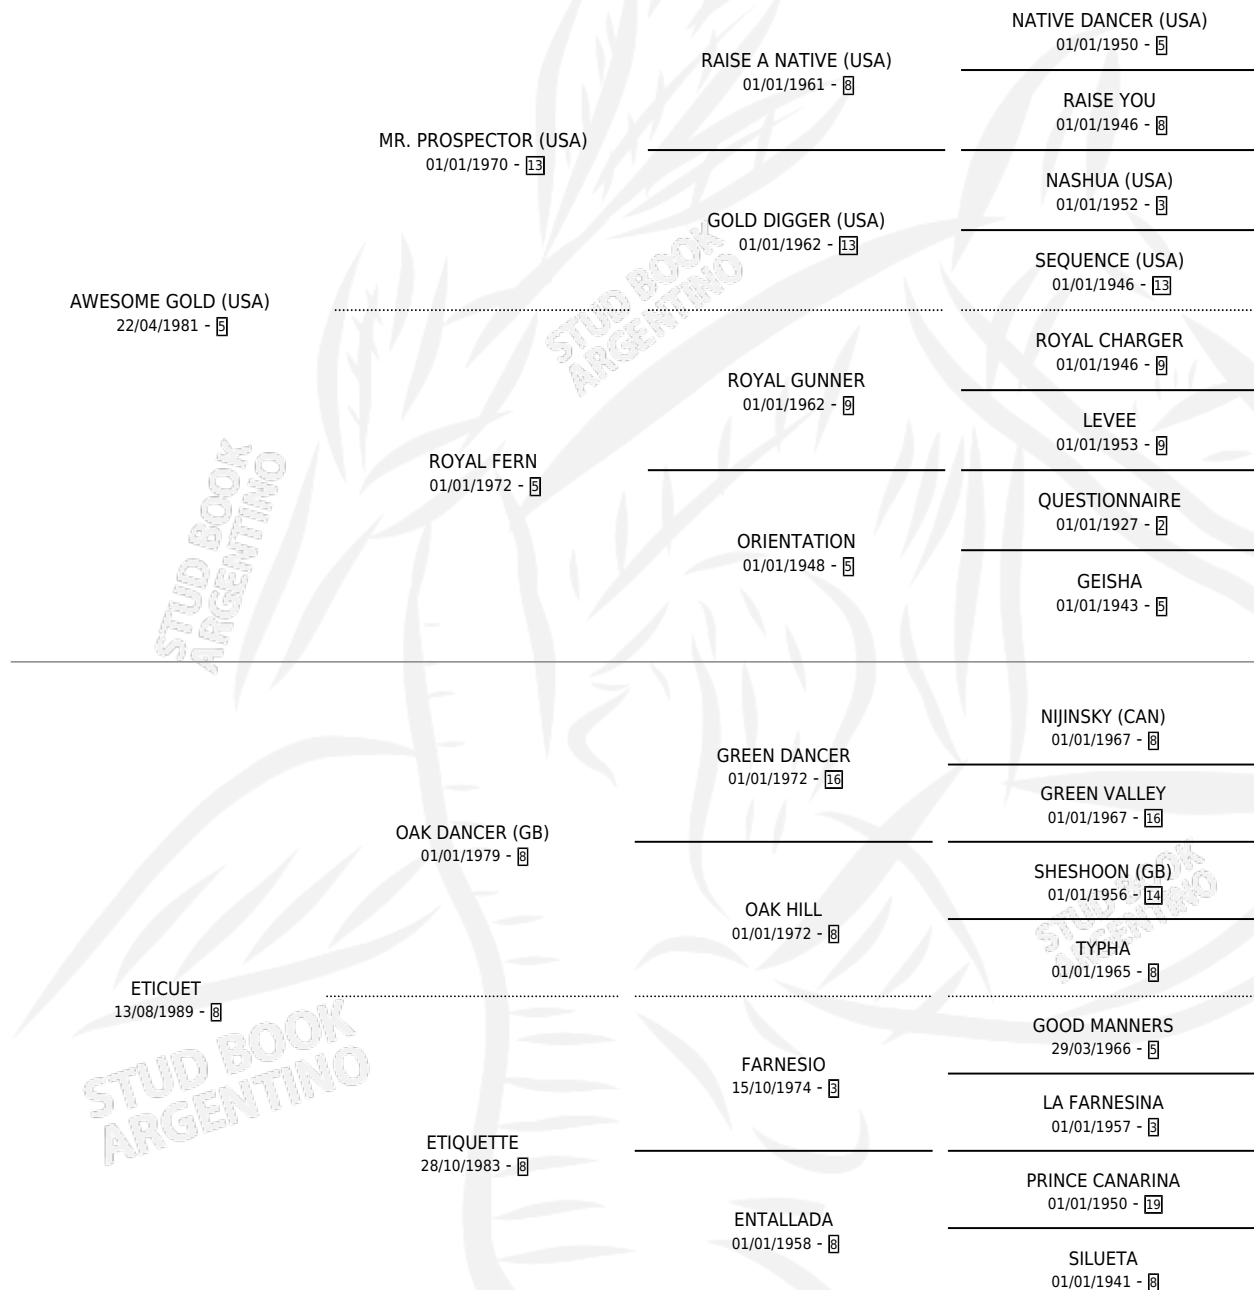 AWESOME GOLD (USA)
22/04/1981 - 5
MR. PROSPECTOR (USA)
01/01/1970 - 13
RAISE A NATIVE (USA)
01/01/1961 - 8
NATIVE DANCER (USA)
01/01/1950 - 5
RAISE YOU
01/01/1946 - 8
GOLD DIGGER (USA)
01/01/1962 - 13
NASHUA (USA)
01/01/1952 - 3
SEQUENCE (USA)
01/01/1946 - 13
ROYAL FERN
01/01/1972 - 5
ROYAL GUNNER
01/01/1962 - 9
ROYAL CHARGER
01/01/1946 - 9
LEVEE
01/01/1953 - 9
ORIENTATION
01/01/1948 - 5
QUESTIONNAIRE
01/01/1927 - 2
GEISHA
01/01/1943 - 5
ETICUET
13/08/1989 - 8
OAK DANCER (GB)
01/01/1979 - 8
GREEN DANCER
01/01/1972 - 16
NIJINSKY (CAN)
01/01/1967 - 8
GREEN VALLEY
01/01/1967 - 16
OAK HILL
01/01/1972 - 8
SHESHOON (GB)
01/01/1956 - 14
TYPHA
01/01/1965 - 8
ETIQUETTE
28/10/1983 - 8
FARNESIO
15/10/1974 - 3
GOOD MANNERS
29/03/1966 - 5
LA FARNESINA
01/01/1957 - 3
ENTALLADA
01/01/1958 - 8
PRINCE CANARINA
01/01/1950 - 19
SILUETA
01/01/1941 - 8
STUD BOOK
ARGENTINO
STUD BOOK
ARGENTINO
STUD BOOK
ARGENTINO
STUD BOOK
ARGENTINO